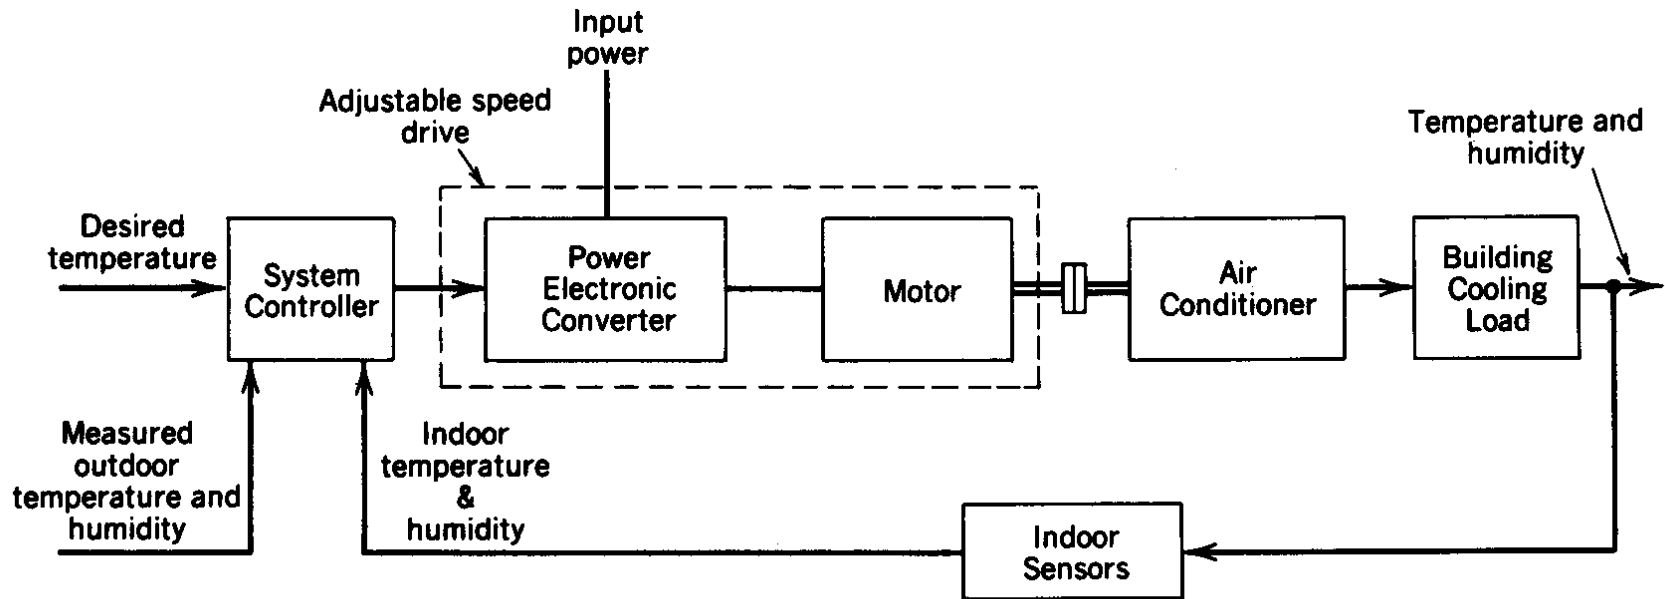 Input
power
Adjustable speed
drive
Temperature and
humidity
Desired
temperature
System
Controller
Power
Electronic
Converter
Motor
Air
Conditioner
Building
Cooling
Load
Measured
outdoor
temperature and
humidity
Indoor
temperature
&
humidity
Indoor
Sensors